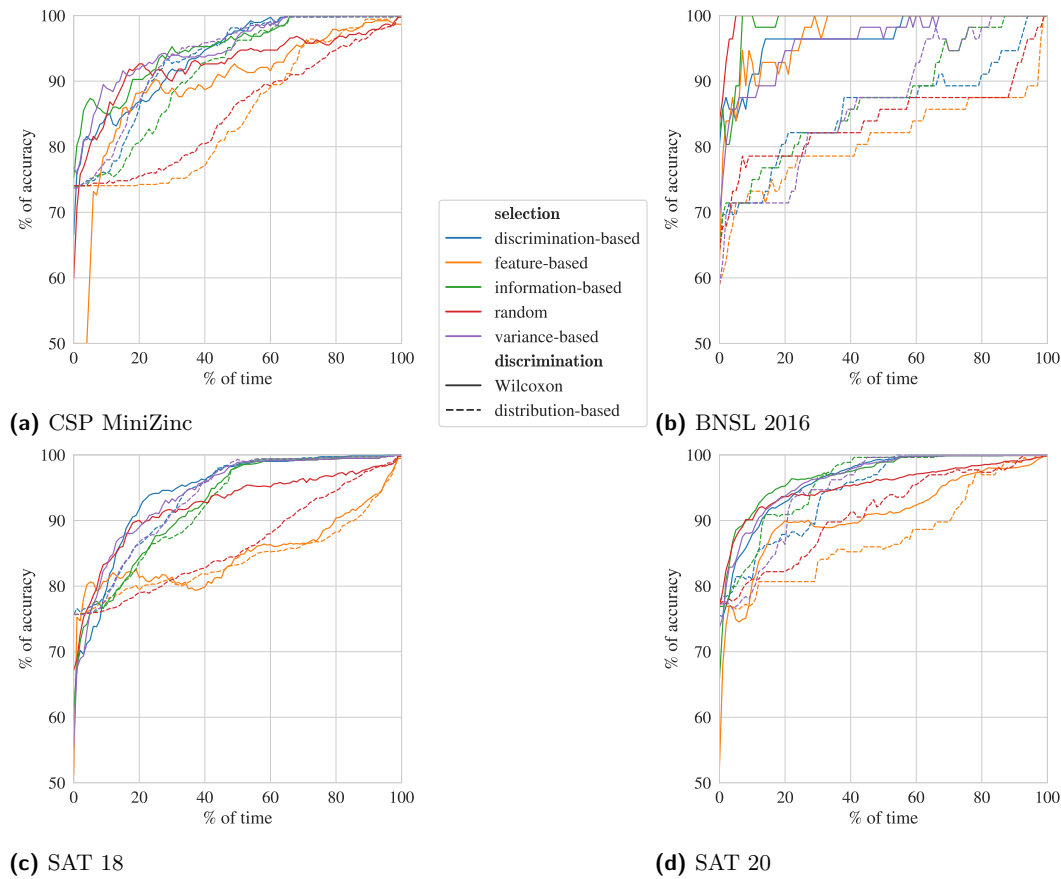 100
90
80
70
60
50
% of accuracy
0
20
40
60
80
100
% of time
(a) CSP MiniZinc
selection
discrimination-based
feature-based
information-based
random
variance-based
discrimination
Wilcoxon
distribution-based
100
90
80
70
60
50
% of accuracy
0
20
40
60
80
100
% of time
(b) BNSL 2016
100
90
80
70
60
50
% of accuracy
0
20
40
60
80
100
% of time
(c) SAT 18
100
90
80
70
60
50
% of accuracy
0
20
40
60
80
100
% of time
(d) SAT 20